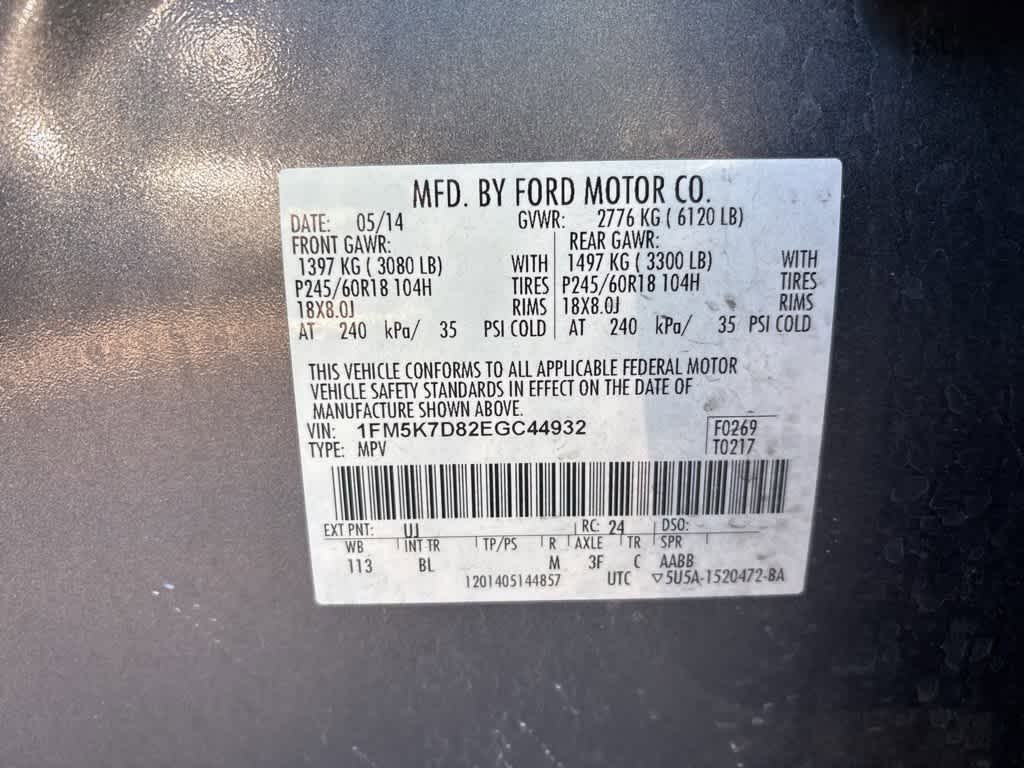 MFD. BY FORD MOTOR CO.
DATE: 05/14 GVWR: 2776 KG ( 6120 LB)
FRONT GAWR: REAR GAWR:
1397 KG ( 3080 LB) WITH 1497 KG ( 3300 LB) WITH
P245/60R18 104H TIRES P245/60R18 104H TIRES
18X8.0J RIMS 18X8.0J RIMS
AT 240 kPa/ 35 PSI COLD AT 240 kPa/ 35 PSI COLD
THIS VEHICLE CONFORMS TO ALL APPLICABLE FEDERAL MOTOR
VEHICLE SAFETY STANDARDS IN EFFECT ON THE DATE OF
MANUFACTURE SHOWN ABOVE.
VIN: 1FM5K7D82EGC44932 F0269
TYPE: MPV T0217
EXT PNT: UJ RC: 24 DSO:
WB INT TR TP/PS R AXLE TR SPR
113 BL M 3F C AABB
1201405144857 UTC ▽5U5A-1520472-BA